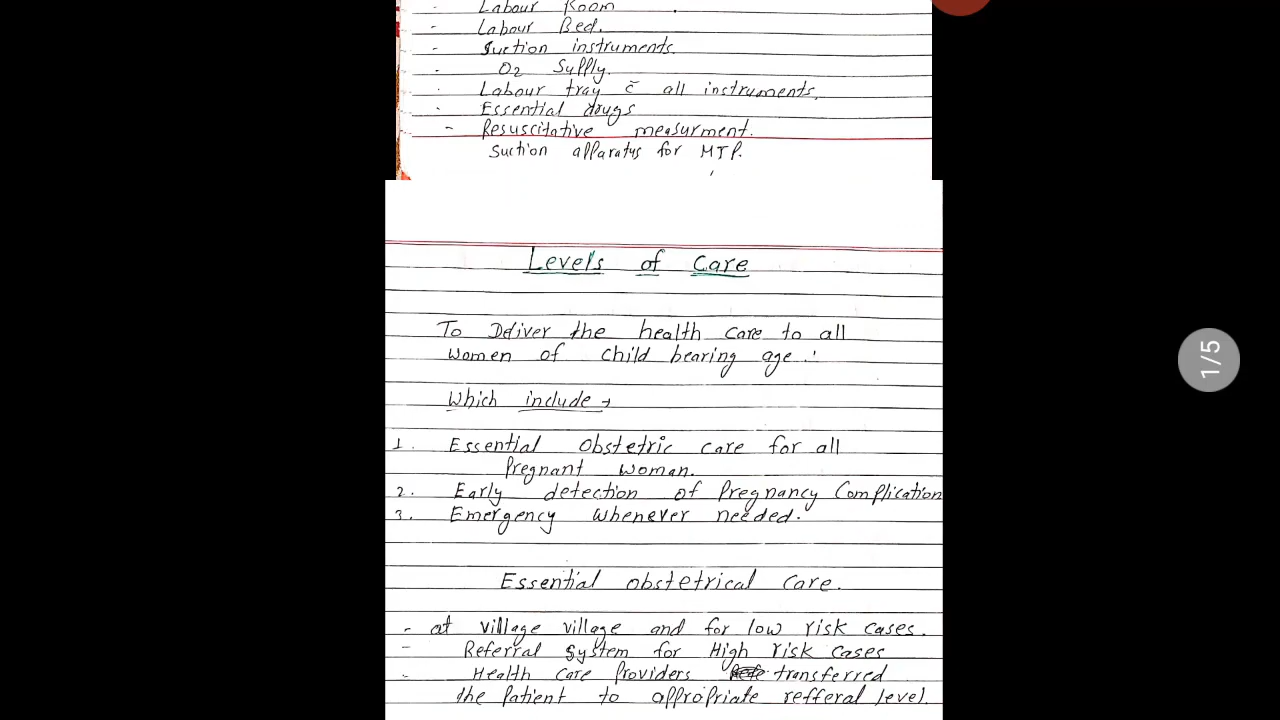 - Labour Room
- Labour Bed.
- Suction instruments.
- O2 Supply.
- Labour tray c̄ all instruments.
- Essential drugs
- Resuscitative measurment.
Suction apparatus for MTP.
Levels of Care
To Deliver the health care to all
women of child bearing age :
Which include →
1. Essential Obstetric care for all
Pregnant woman.
2. Early detection of Pregnancy Complication
3. Emergency whenever needed.
Essential obstetrical care.
- at village village and for low risk cases.
- Referral System for High risk cases
- Health care Providers transferred
the Patient to appropriate refferal level.
1/5